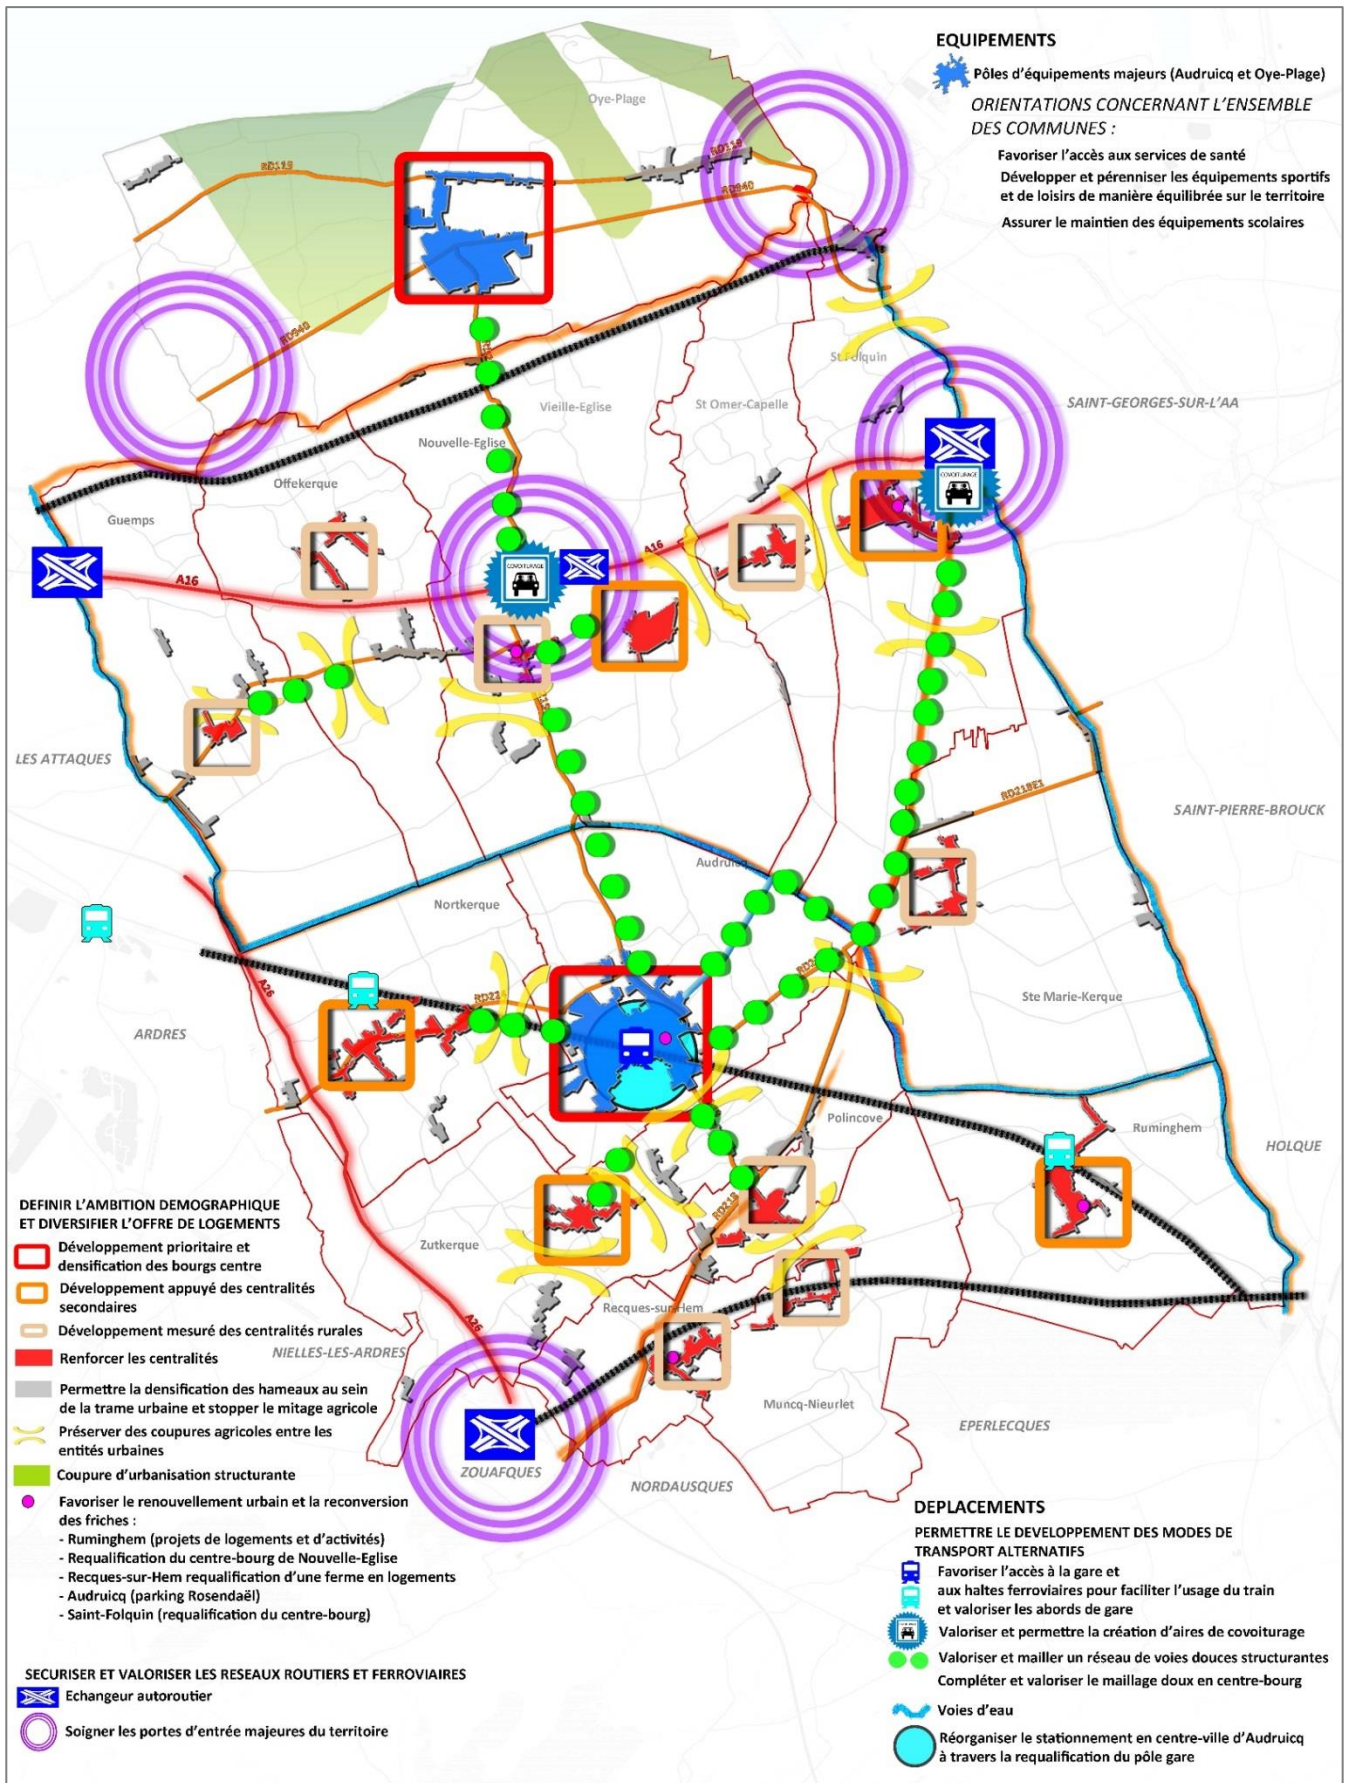 EQUIPEMENTS
Pôles d'équipements majeurs (Audruicq et Oye-Plage)
ORIENTATIONS CONCERNANT L'ENSEMBLE
DES COMMUNES :
Favoriser l'accès aux services de santé
Développer et pérenniser les équipements sportifs
et de loisirs de manière équilibrée sur le territoire
Assurer le maintien des équipements scolaires
Oye-Plage
RD119
RD119
RD940
RD940
St Folquin
SAINT-GEORGES-SUR-L'AA
Vieille-Eglise
St Omer-Capelle
Nouvelle-Eglise
Offekerque
Guemps
COVOITURAGE
A16
A16
COVOITURAGE
LES ATTAQUES
RD218E1
SAINT-PIERRE-BROUCK
Audruicq
Nortkerque
A26
ARDRES
Ste Marie-Kerque
Polincove
Ruminghem
HOLQUE
RD218
Zutkerque
Recques-sur-Hem
A26
NIELLES-LES-ARDRES
Muncq-Nieurlet
EPERLECQUES
ZOUAFQUES
NORDAUSQUES
DEFINIR L'AMBITION DEMOGRAPHIQUE
ET DIVERSIFIER L'OFFRE DE LOGEMENTS
Développement prioritaire et
densification des bourgs centre
Développement appuyé des centralités
secondaires
Développement mesuré des centralités rurales
Renforcer les centralités
Permettre la densification des hameaux au sein
de la trame urbaine et stopper le mitage agricole
Préserver des coupures agricoles entre les
entités urbaines
Coupure d'urbanisation structurante
Favoriser le renouvellement urbain et la reconversion
des friches :
- Ruminghem (projets de logements et d'activités)
- Requalification du centre-bourg de Nouvelle-Eglise
- Recques-sur-Hem requalification d'une ferme en logements
- Audruicq (parking Rosendaël)
- Saint-Folquin (requalification du centre-bourg)
SECURISER ET VALORISER LES RESEAUX ROUTIERS ET FERROVIAIRES
Echangeur autoroutier
Soigner les portes d'entrée majeures du territoire
DEPLACEMENTS
PERMETTRE LE DEVELOPPEMENT DES MODES DE
TRANSPORT ALTERNATIFS
Favoriser l'accès à la gare et
aux haltes ferroviaires pour faciliter l'usage du train
et valoriser les abords de gare
Valoriser et permettre la création d'aires de covoiturage
Valoriser et mailler un réseau de voies douces structurantes
Compléter et valoriser le maillage doux en centre-bourg
Voies d'eau
Réorganiser le stationnement en centre-ville d'Audruicq
à travers la requalification du pôle gare